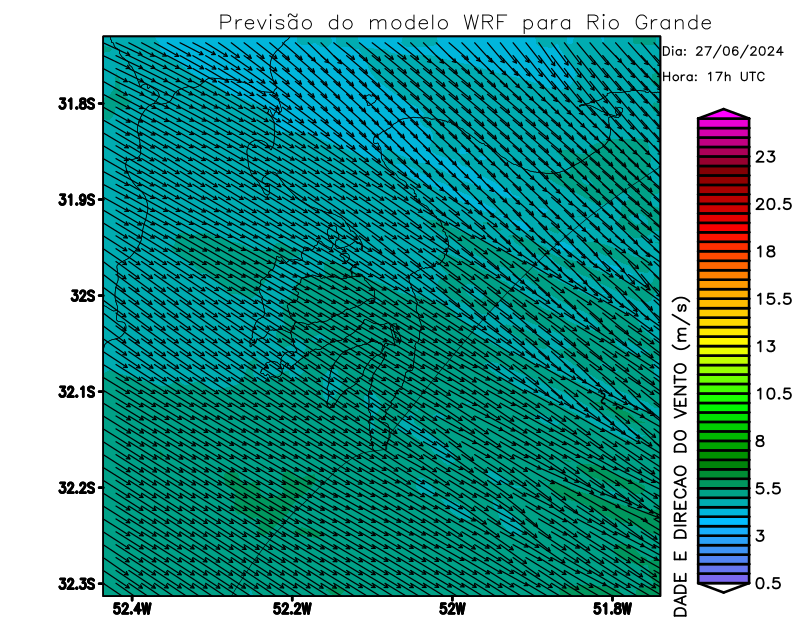 Previsão do modelo WRF para Rio Grande
Dia: 27/06/2024
Hora: 17h UTC
31.8S
31.9S
32S
32.1S
32.2S
32.3S
52.4W
52.2W
52W
51.8W
23
20.5
18
15.5
13
10.5
8
5.5
3
0.5
DADE E DIRECAO DO VENTO (m/s)